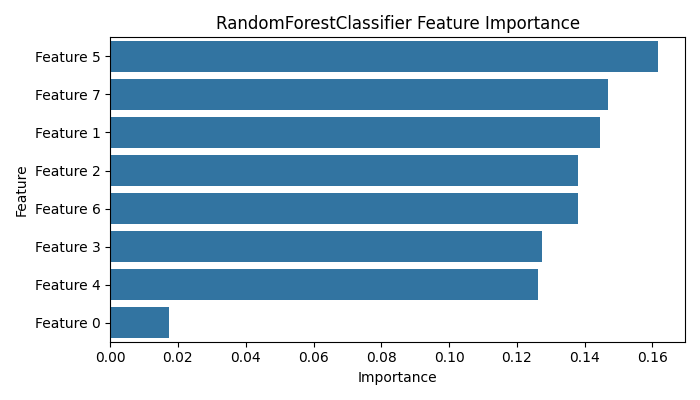 RandomForestClassifier Feature Importance
Feature 5
Feature 7
Feature 1
Feature 2
Feature 6
Feature 3
Feature 4
Feature 0
Feature
0.00 0.02 0.04 0.06 0.08 0.10 0.12 0.14 0.16
Importance